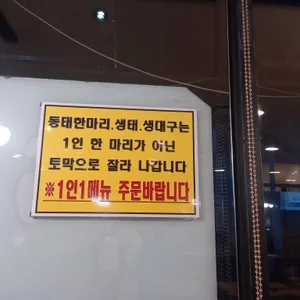 동태한마리.생태.생대구는
1인 한 마리가 아닌
토막으로 잘라 나갑니다
※1인1메뉴 주문바랍니다